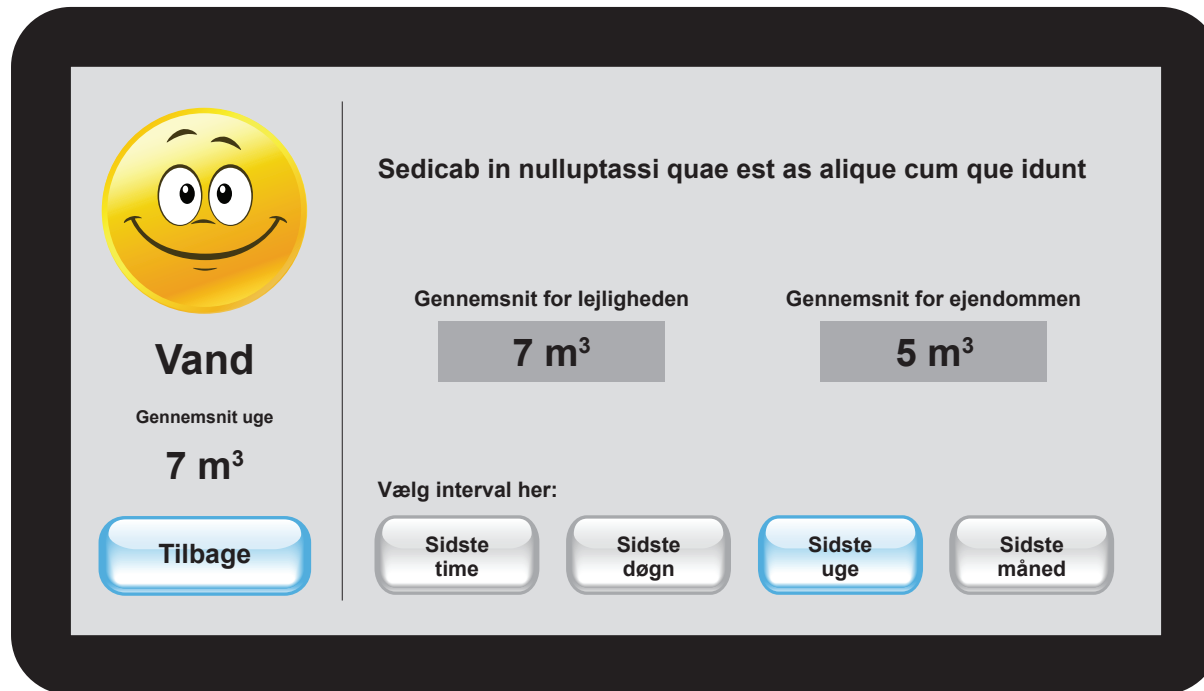 Vand
Gennemsnit uge
7 m³
Tilbage
Sedicab in nulluptassi quae est as alique cum que idunt
Gennemsnit for lejligheden
7 m³
Gennemsnit for ejendommen
5 m³
Vælg interval her:
Sidste
time
Sidste
døgn
Sidste
uge
Sidste
måned